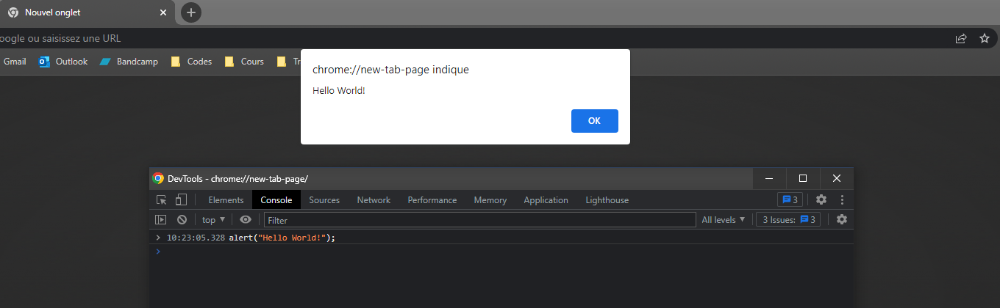 Nouvel onglet
oogle ou saisissez une URL
Gmail Outlook Bandcamp Codes Cours Tr
chrome://new-tab-page indique
Hello World!
OK
DevTools - chrome://new-tab-page/
Elements Console Sources Network Performance Memory Application Lighthouse 3
top Filter All levels 3 Issues: 3
10:23:05.328 alert("Hello World!");